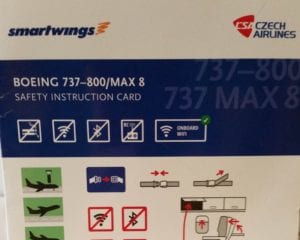 smartwings
CSA CZECH
AIRLINES
737-800
737 MAX 8
BOEING 737-800/MAX 8
SAFETY INSTRUCTION CARD
ONBOARD
WIFI